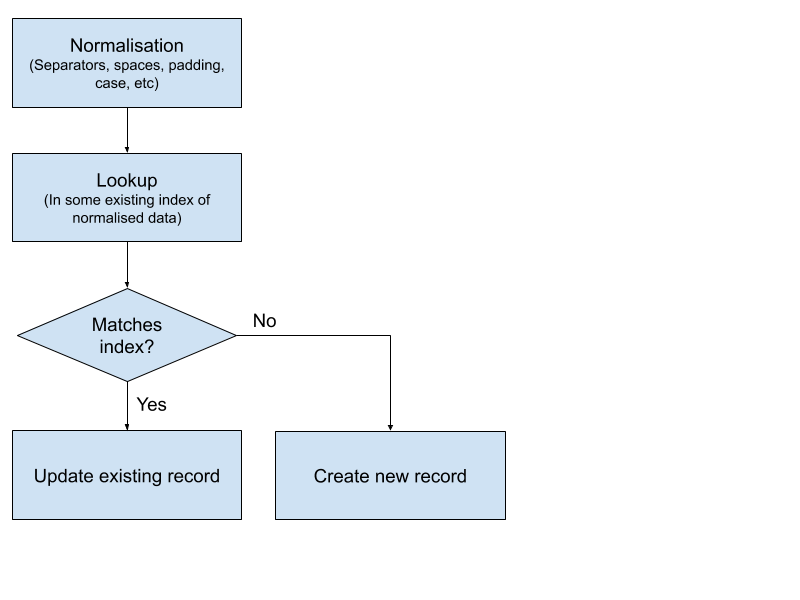 Normalisation
(Separators, spaces, padding,
case, etc)
Lookup
(In some existing index of
normalised data)
Matches
index?
No
Yes
Update existing record
Create new record